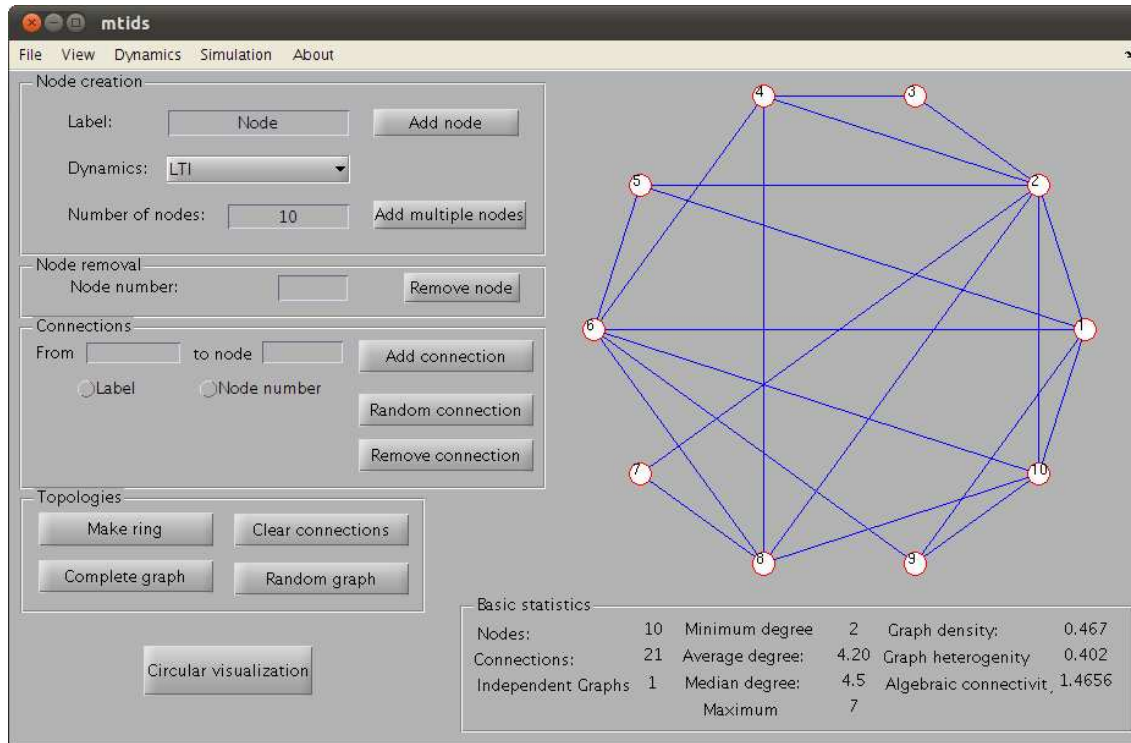 mtids
File View Dynamics Simulation About
Node creation
Label: Node Add node
Dynamics: LTI
Number of nodes: 10 Add multiple nodes
Node removal
Node number: Remove node
Connections
From to node Add connection
Label Node number
Random connection
Remove connection
Topologies
Make ring Clear connections
Complete graph Random graph
Circular visualization
4 3
5 2
6 1
7 10
8 9
Basic statistics
Nodes: 10 Minimum degree 2 Graph density: 0.467
Connections: 21 Average degree: 4.20 Graph heterogenity 0.402
Independent Graphs 1 Median degree: 4.5 Algebraic connectivit 1.4656
Maximum 7